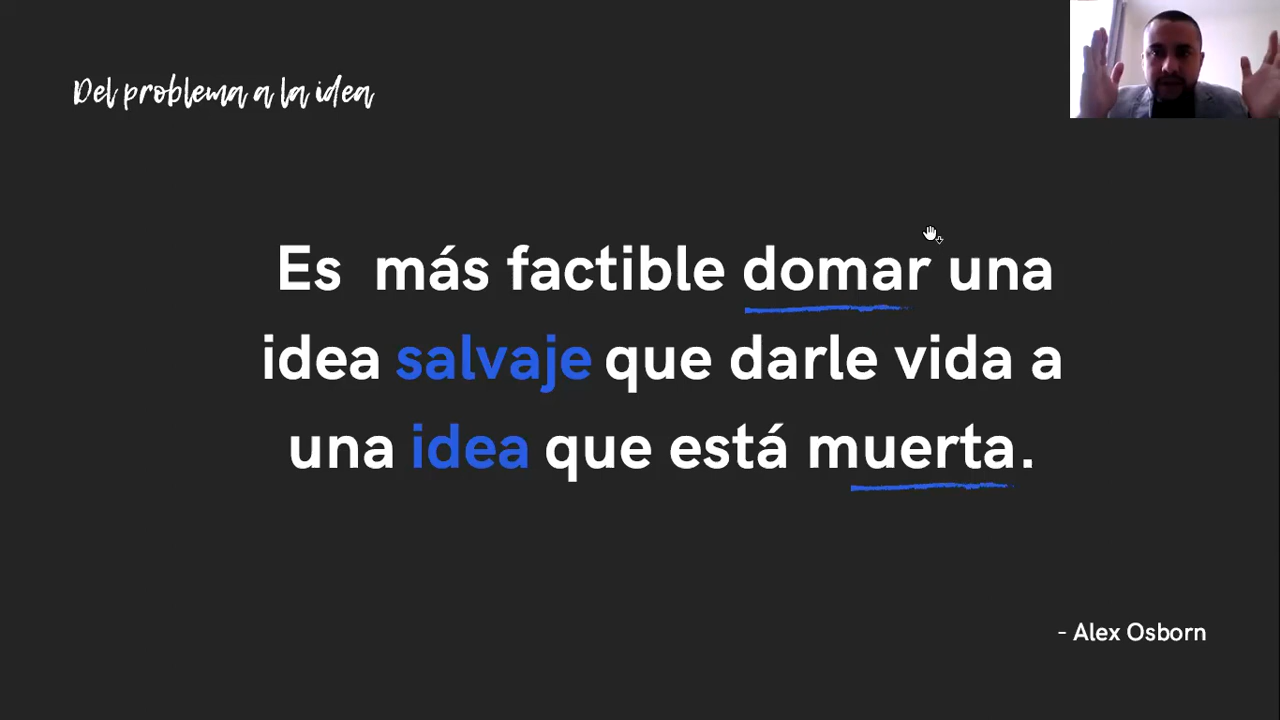 Del problema a la idea
Es más factible domar una
idea salvaje que darle vida a
una idea que está muerta.
- Alex Osborn